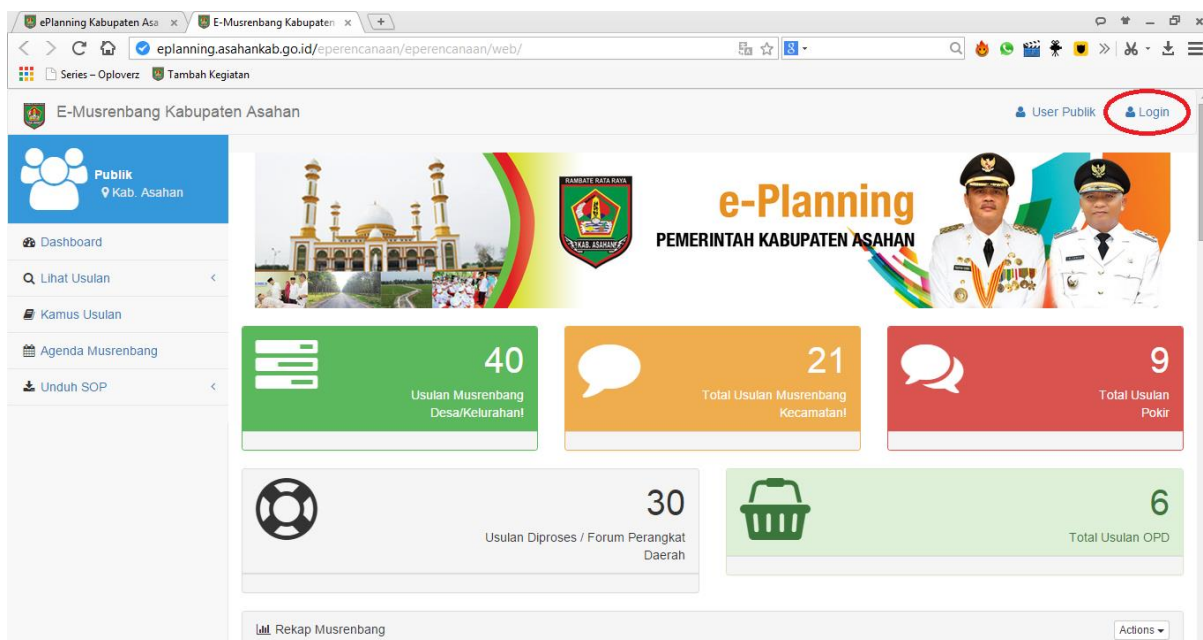 ePlanning Kabupaten Asa
E-Musrenbang Kabupaten
eplanning.asahankab.go.id/eperencanaan/eperencanaan/web/
8
Series – Oploverz
Tambah Kegiatan
E-Musrenbang Kabupaten Asahan
User Publik
Login
Publik
Kab. Asahan
Dashboard
Lihat Usulan
Kamus Usulan
Agenda Musrenbang
Unduh SOP
RAMBATE RATA RAYA
KAB. ASAHAN
e-Planning
PEMERINTAH KABUPATEN ASAHAN
40
Usulan Musrenbang
Desa/Kelurahan!
21
Total Usulan Musrenbang
Kecamatan!
9
Total Usulan
Pokir
30
Usulan Diproses / Forum Perangkat
Daerah
6
Total Usulan OPD
Rekap Musrenbang
Actions